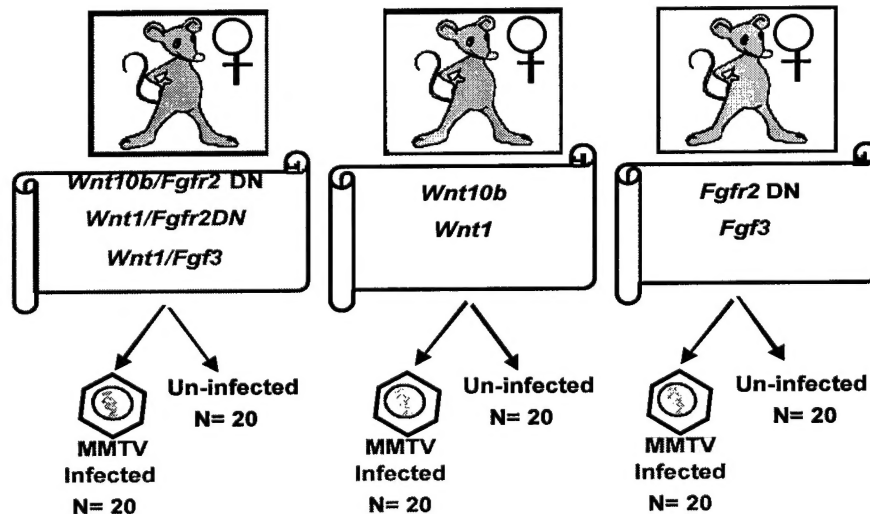 Wnt10b/Fgfr2 DN
Wnt1/Fgfr2DN
Wnt1/Fgf3
Wnt10b
Wnt1
Fgfr2 DN
Fgf3
Un-infected
N= 20
MMTV
Infected
N= 20
Un-infected
N= 20
MMTV
Infected
N= 20
Un-infected
N= 20
MMTV
Infected
N= 20